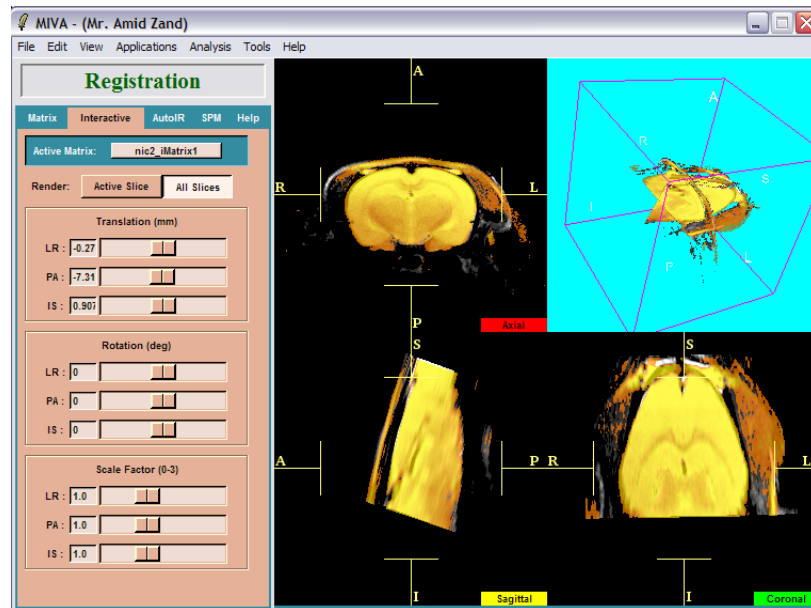 MIVA - (Mr. Amid Zand)
File Edit View Applications Analysis Tools Help
Registration
Matrix Interactive AutoIR SPM Help
Active Matrix: nic2_iMatrix1
Render: Active Slice All Slices
Translation (mm)
LR : -0.27
PA : -7.31
IS : 0.907
Rotation (deg)
LR : 0
PA : 0
IS : 0
Scale Factor (0-3)
LR : 1.0
PA : 1.0
IS : 1.0
A
R L
P
Axial
A
R
S
I
L
P
S
A P
I
Sagittal
S
R L
I
Coronal